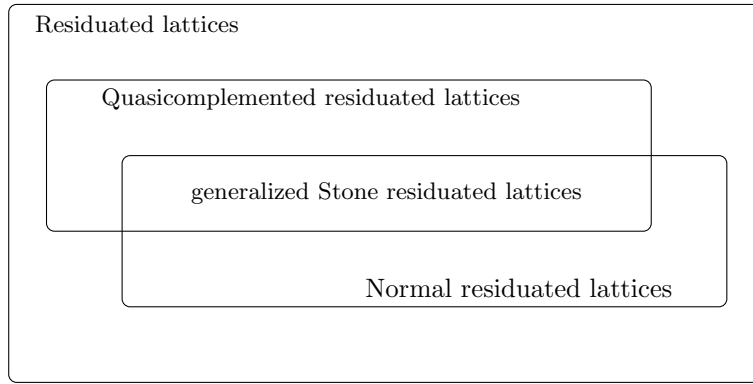 Residuated lattices
Quasicomplemented residuated lattices
generalized Stone residuated lattices
Normal residuated lattices